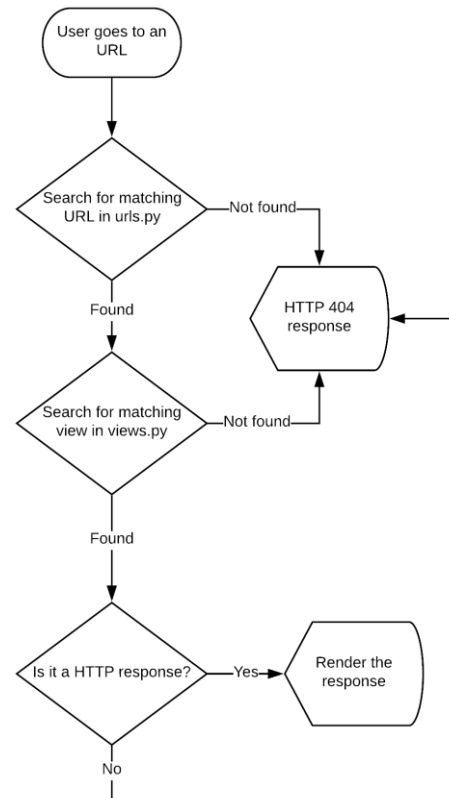 User goes to an
URL
Search for matching
URL in urls.py
Not found
HTTP 404
response
Found
Search for matching
view in views.py
Not found
Found
Is it a HTTP response?
Yes
Render the
response
No